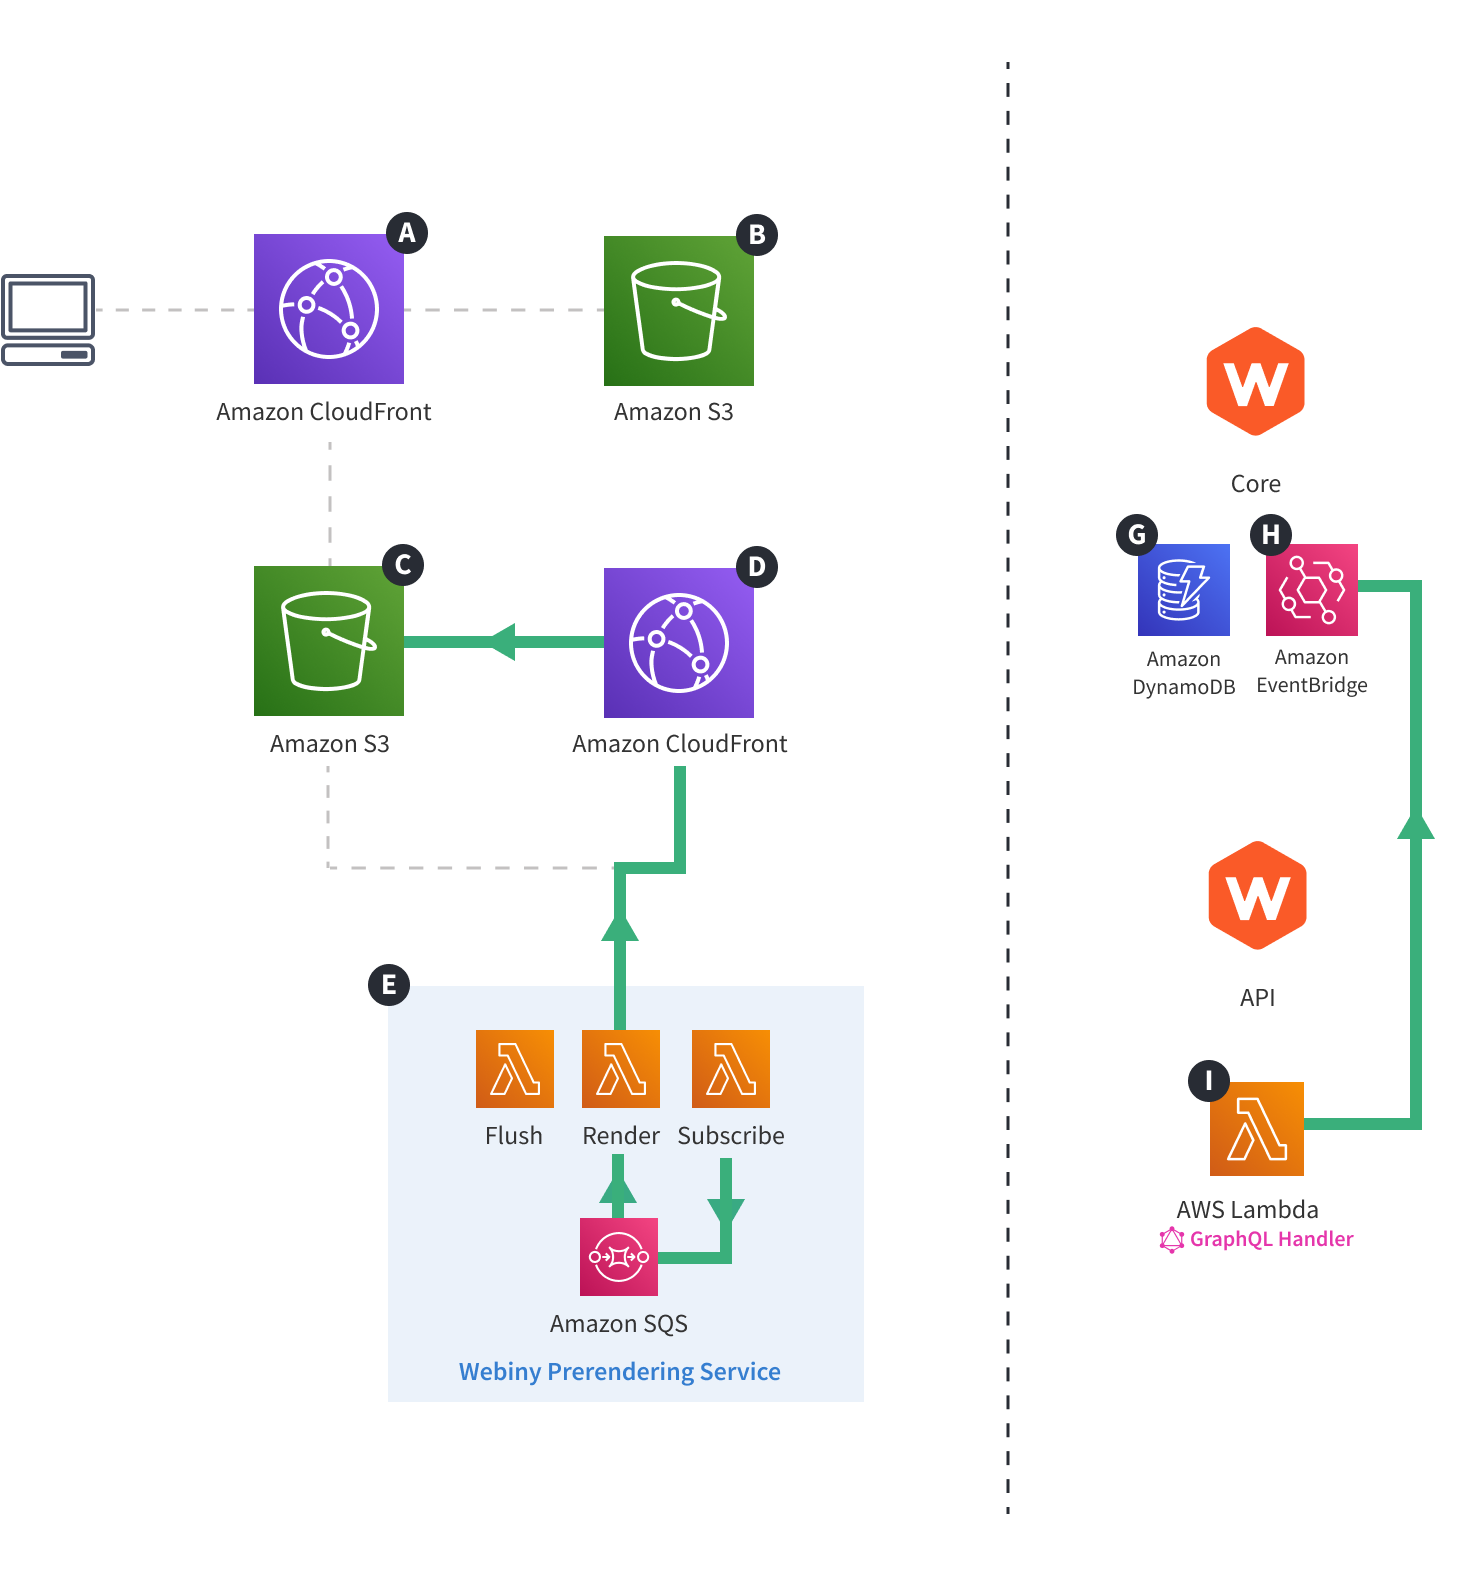 A
B
Amazon CloudFront
Amazon S3
C
D
Amazon S3
Amazon CloudFront
E
Flush
Render
Subscribe
Amazon SQS
Webiny Prerendering Service
W
Core
G
H
Amazon
DynamoDB
Amazon
EventBridge
W
API
I
AWS Lambda
GraphQL Handler